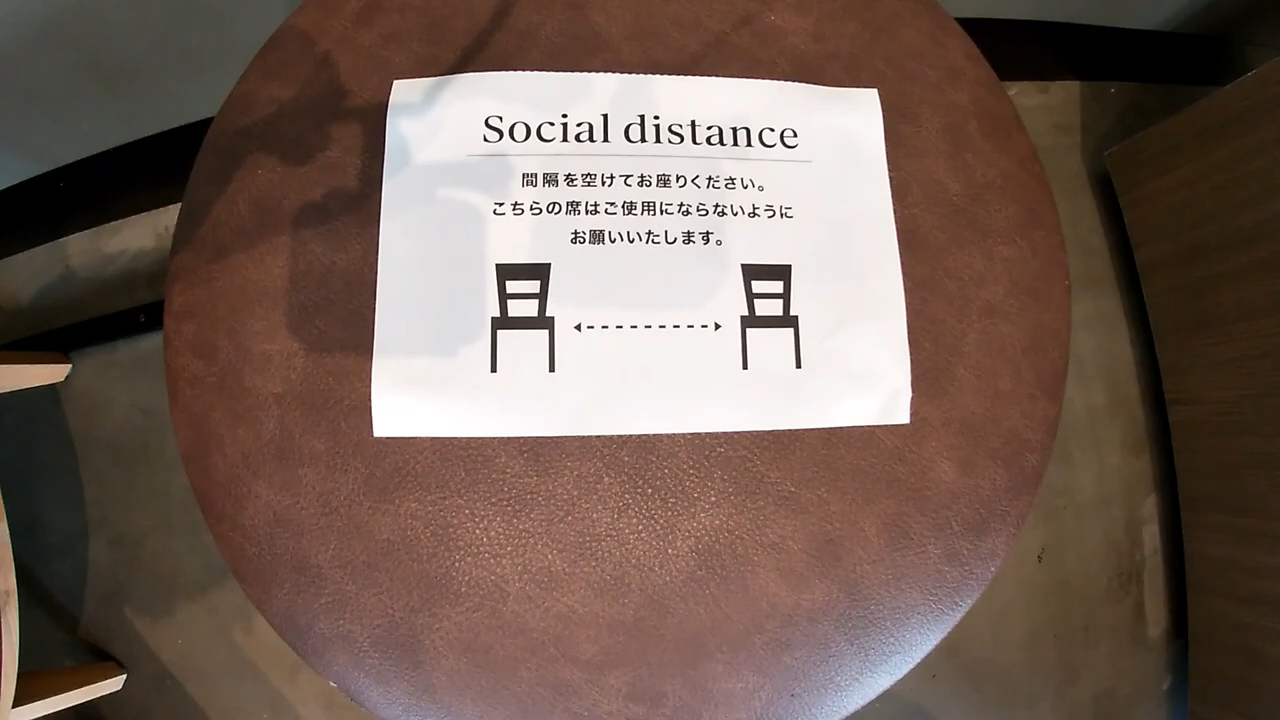 Social distance
間隔を空けてお座りください。
こちらの席はご使用にならないように
お願いいたします。